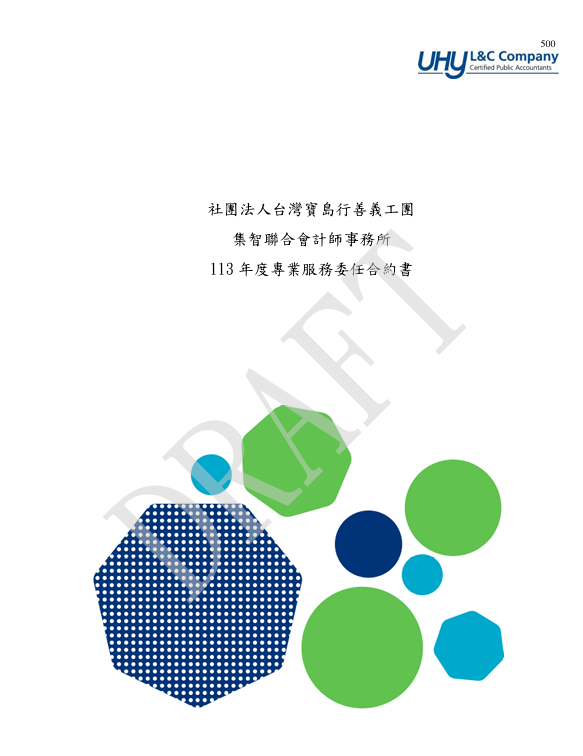 500
UHY L&C Company
Certified Public Accountants
社團法人台灣寶島行善義工團
集智聯合會計師事務所
113 年度專業服務委任合約書
DRAFT